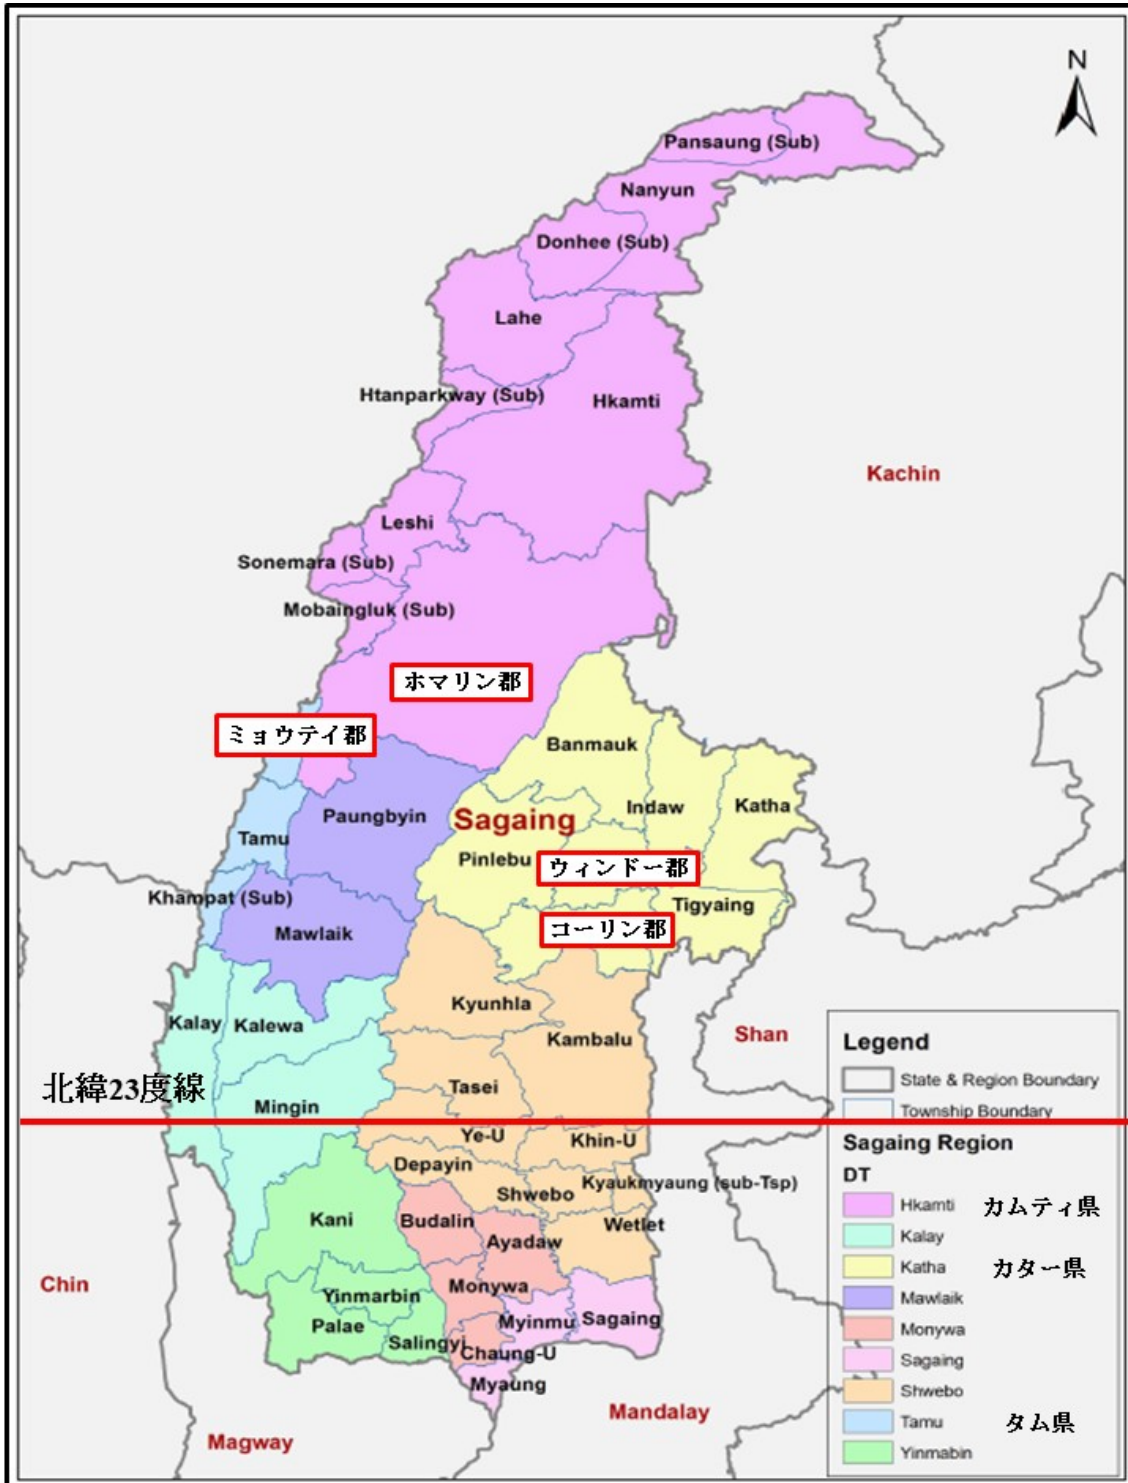 N
Pansaung (Sub)
Nanyun
Donhee (Sub)
Lahe
Htanparkway (Sub)
Hkamti
Kachin
Leshi
Sonemara (Sub)
Mobaingluk (Sub)
ホマリン郡
ミョウテイ郡
Banmauk
Paungbyin
Sagaing
Indaw
Katha
Tamu
Pinlebu
ウィンドー郡
Khampat (Sub)
Tigyaing
Mawlaik
コーリン郡
Kyunhla
Kalay
Kalewa
Kambalu
Shan
Tasei
北緯23度線
Mingin
Ye-U
Khin-U
Depayin
Shwebo
Kyaukmyaung (sub-Tsp)
Kani
Budalin
Wetlet
Ayadaw
Chin
Monywa
Yinmarbin
Palae
Myinmu
Sagaing
Salingyi
Chaung-U
Myaung
Mandalay
Magway
Legend
State & Region Boundary
Township Boundary
Sagaing Region
DT
Hkamti カムティ県
Kalay
Katha カター県
Mawlaik
Monywa
Sagaing
Shwebo
Tamu タム県
Yinmabin